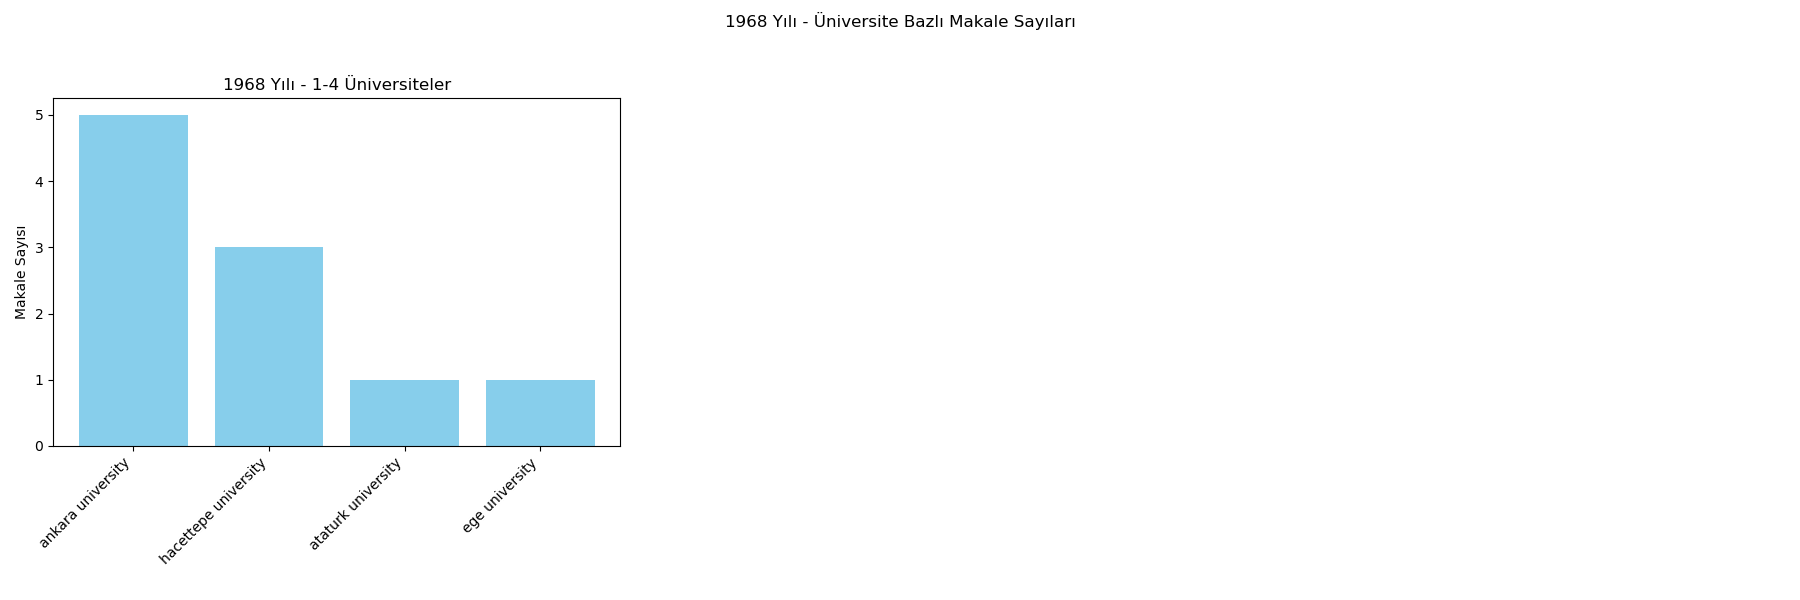 1968 Yılı - Üniversite Bazlı Makale Sayıları
1968 Yılı - 1-4 Üniversiteler
Makale Sayısı
5
4
3
2
1
0
ankara university
hacettepe university
ataturk university
ege university